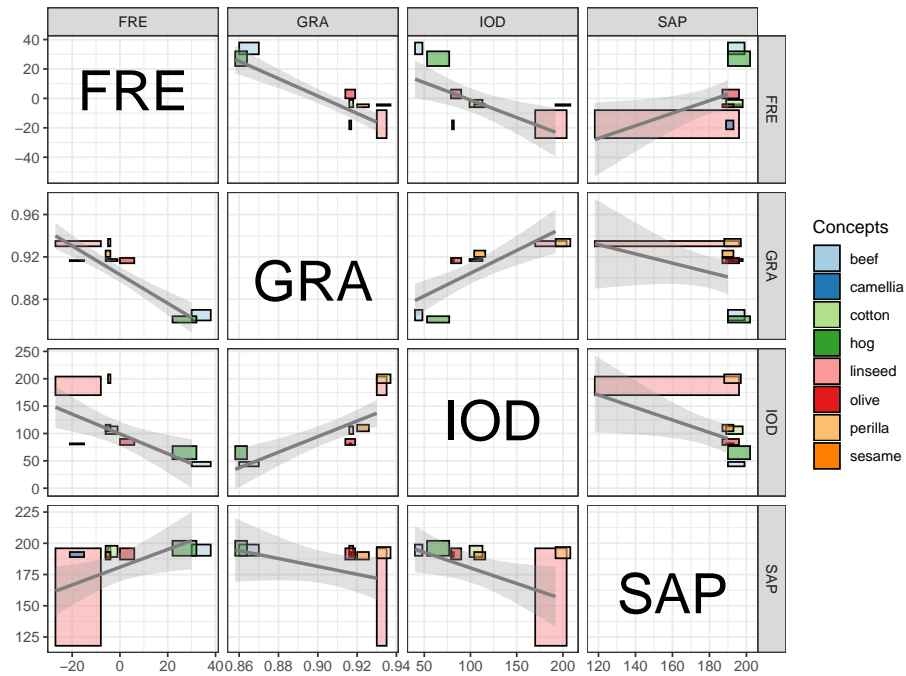 FRE GRA IOD SAP
40
20
0
−20
−40
FRE
FRE
0.96
0.92
0.88
GRA
GRA
Concepts
beef
camellia
cotton
hog
linseed
olive
perilla
sesame
250
200
150
100
50
0
IOD
IOD
225
200
175
150
125
SAP
SAP
−20 0 20 40 0.86 0.88 0.90 0.92 0.94 50 100 150 200 120 140 160 180 200